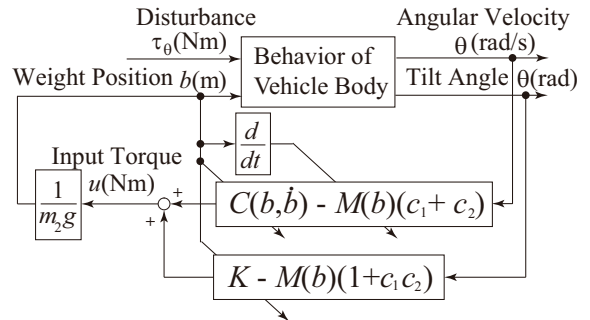 Disturbance
τθ(Nm)
Angular Velocity
θ̇(rad/s)
Behavior of
Vehicle Body
Weight Position b(m)
Tilt Angle θ(rad)
d
dt
Input Torque
u(Nm)
1
m₂g
+
+
C(b,ḃ) - M(b)(c₁+ c₂)
K - M(b)(1+c₁c₂)